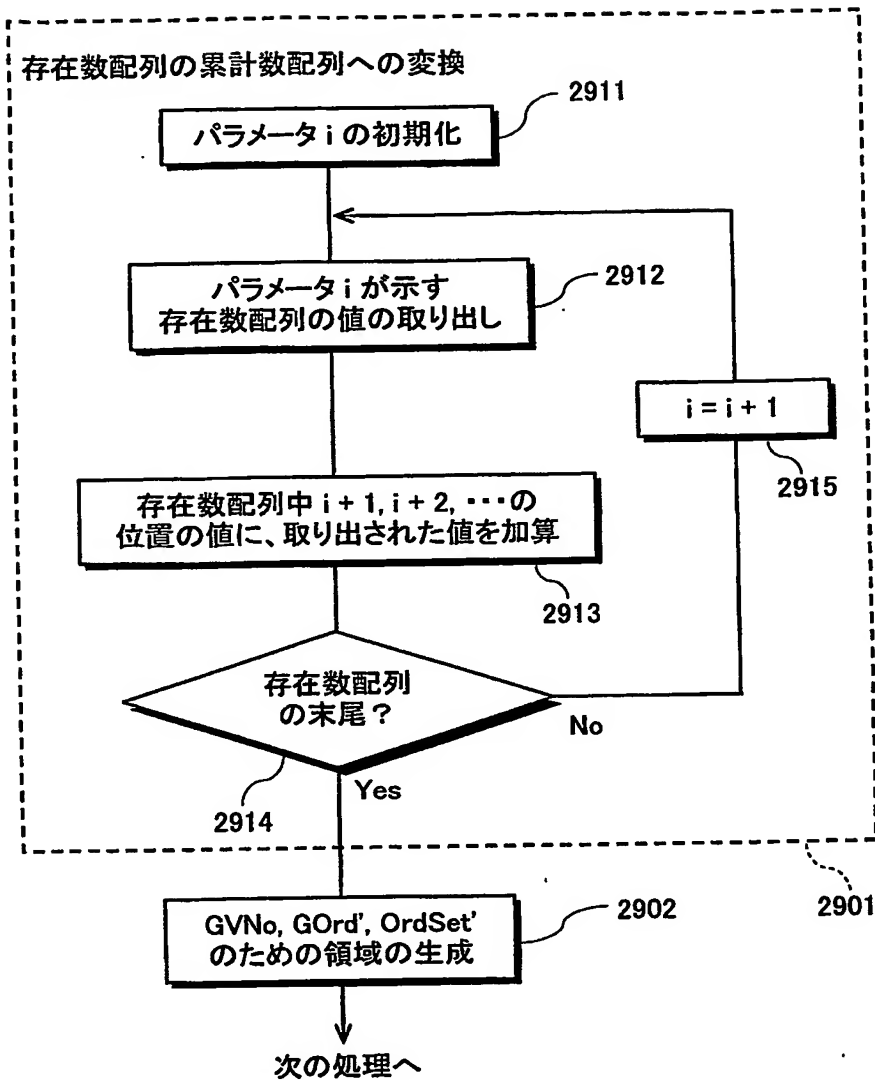 存在数配列の累計数配列への変換
2911
パラメータ i の初期化
2912
パラメータ i が示す
存在数配列の値の取り出し
i = i + 1
2915
存在数配列中 i + 1, i + 2, ・・・の
位置の値に、取り出された値を加算
2913
存在数配列
の末尾？
No
Yes
2914
2901
GVNo, GOrd', OrdSet'
のための領域の生成
2902
次の処理へ